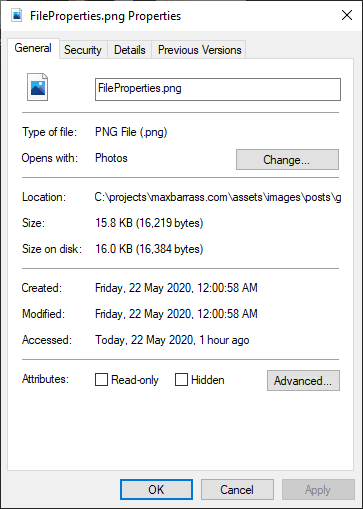 FileProperties.png Properties
General Security Details Previous Versions
FileProperties.png
Type of file: PNG File (.png)
Opens with: Photos Change...
Location: C:\projects\maxbarrass.com\assets\images\posts\g
Size: 15.8 KB (16,219 bytes)
Size on disk: 16.0 KB (16,384 bytes)
Created: Friday, 22 May 2020, 12:00:58 AM
Modified: Friday, 22 May 2020, 12:00:58 AM
Accessed: Today, 22 May 2020, 1 hour ago
Attributes: Read-only Hidden Advanced...
OK Cancel Apply